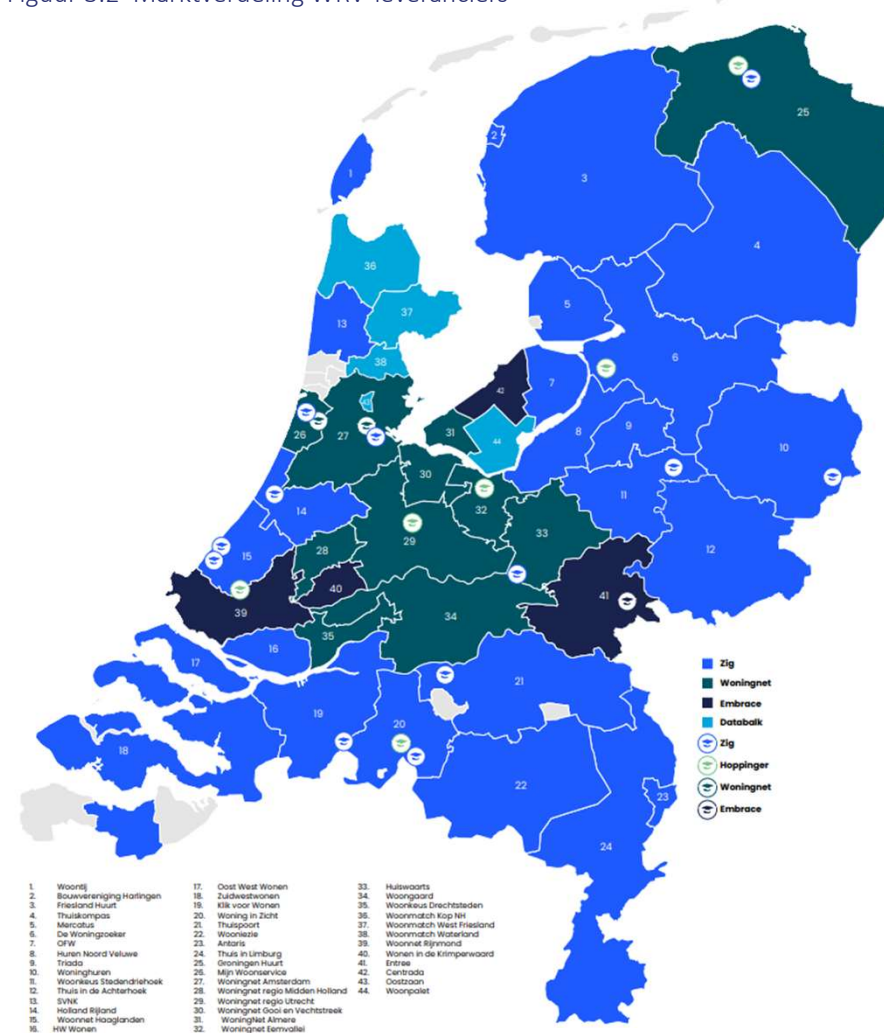 Figuur 3.2 Marktverdeling WRV-leveranciers
1
2
3
25
4
36
5
13
37
6
38
42
7
43
26
27
31
44
8
9
10
30
32
11
14
29
33
12
28
15
40
41
39
34
35
16
17
21
19
20
18
22
23
24
Zig
Woningnet
Embrace
Databalk
Zig
Hoppinger
Woningnet
Embrace
1. Woontij
2. Bouwvereniging Harlingen
3. Friesland Huurt
4. Thuiskompas
5. Mercatus
6. De Woningzoeker
7. OFW
8. Huren Noord Veluwe
9. Triada
10. Woninghuren
11. Woonkeus Stedendriehoek
12. Thuis in de Achterhoek
13. SVNK
14. Holland Rijland
15. Woonnet Haaglanden
16. HW Wonen
17. Oost West Wonen
18. Zuidwestwonen
19. Klik voor Wonen
20. Woning in Zicht
21. Thuispoort
22. Wooniezie
23. Antaris
24. Thuis in Limburg
25. Groningen Huurt
26. Mijn Woonservice
27. Woningnet Amsterdam
28. Woningnet regio Midden Holland
29. Woningnet regio Utrecht
30. Woningnet Gooi en Vechtstreek
31. WoningNet Almere
32. Woningnet Eemvallei
33. Huiswaarts
34. Woongaard
35. Woonkeus Drechtsteden
36. Woonmatch Kop NH
37. Woonmatch West Friesland
38. Woonmatch Waterland
39. Woonnet Rijnmond
40. Wonen in de Krimperwaard
41. Entree
42. Centrada
43. Oostzaan
44. Woonpalet